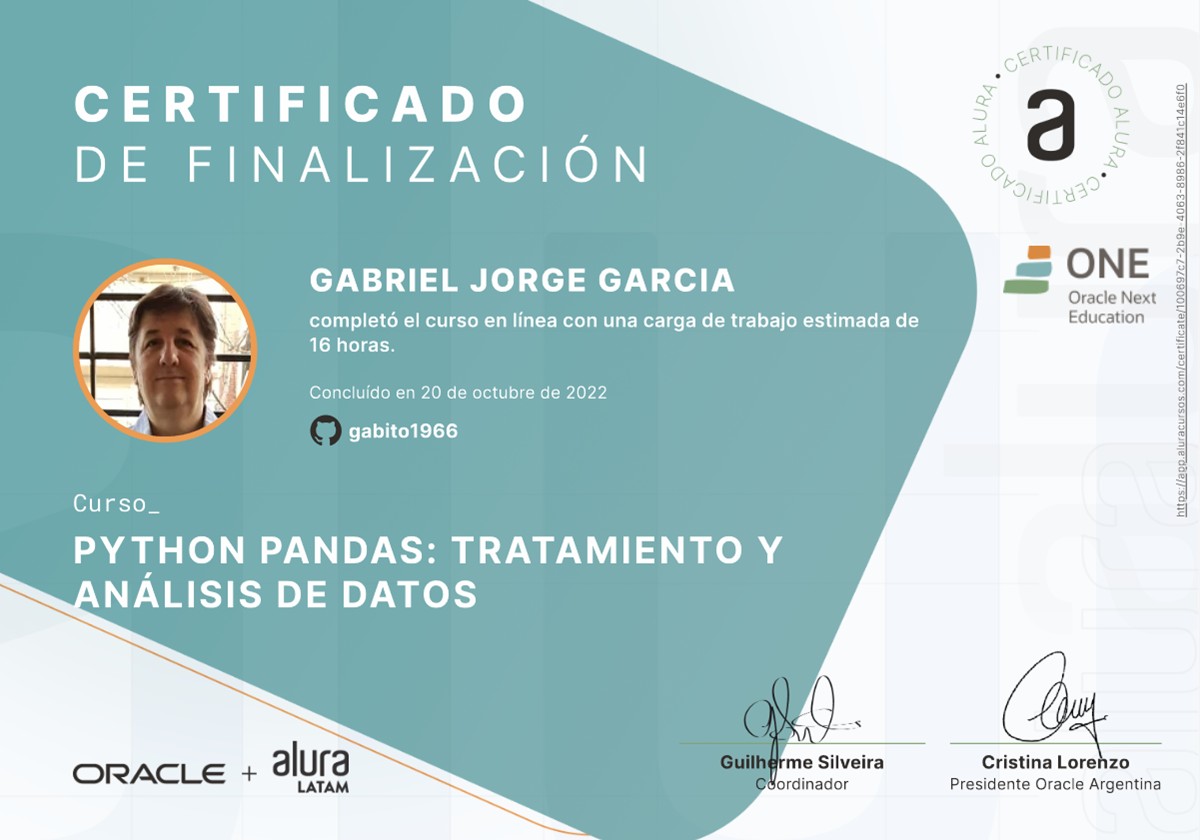 CERTIFICADO
DE FINALIZACIÓN
CERTIFICADO ALURA • CERTIFICADO ALURA •
a
ONE
Oracle Next
Education
GABRIEL JORGE GARCIA
completó el curso en línea con una carga de trabajo estimada de
16 horas.
Concluído en 20 de octubre de 2022
gabito1966
Curso_
PYTHON PANDAS: TRATAMIENTO Y
ANÁLISIS DE DATOS
https://app.aluracursos.com/certificate/100697c7-2b9e-4063-8986-2f841c14e6f0
ORACLE + alura
LATAM
Guilherme Silveira
Coordinador
Cristina Lorenzo
Presidente Oracle Argentina
alura